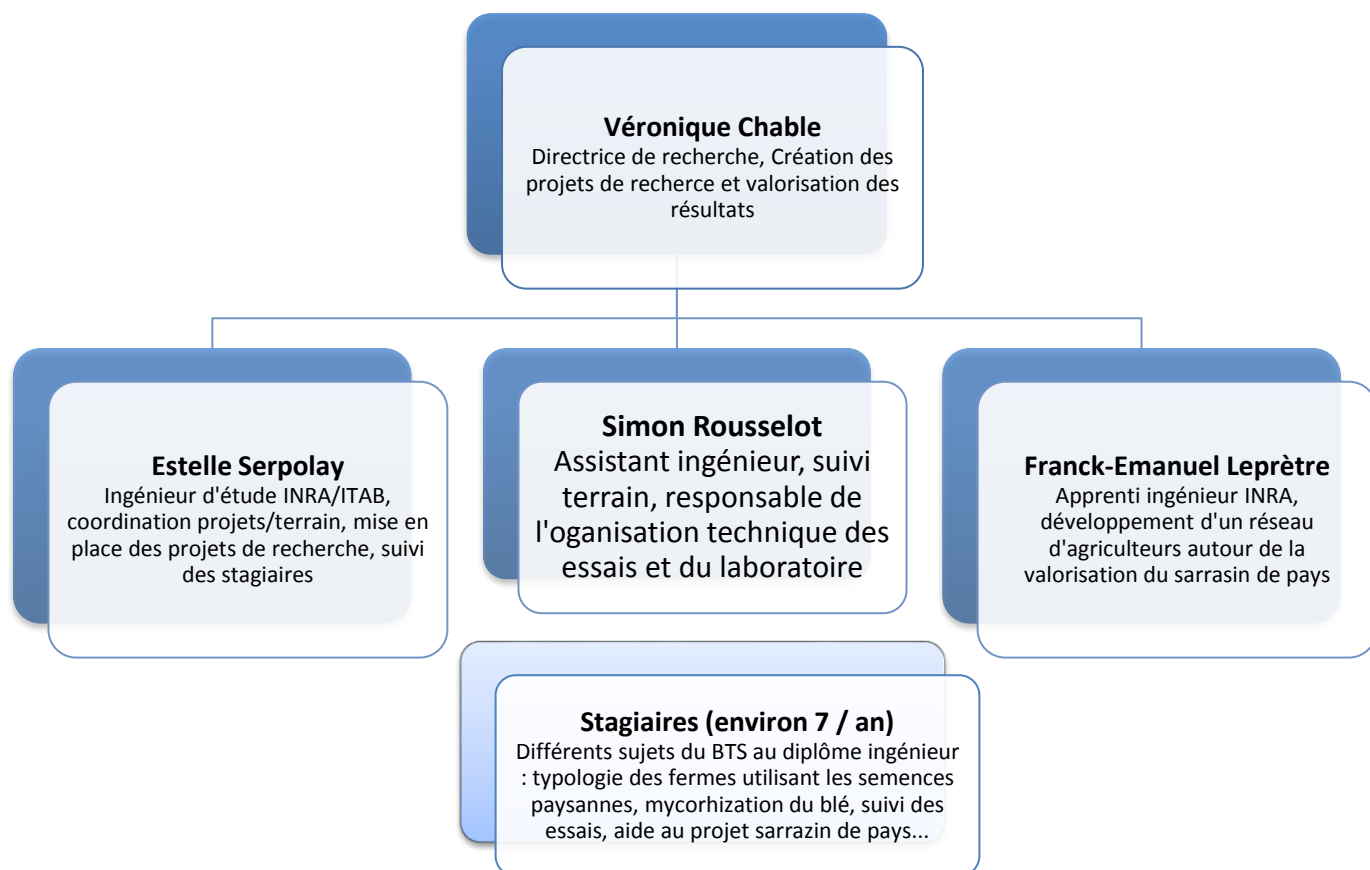 Véronique Chable
Directrice de recherche, Création des
projets de recerce et valorisation des
résultats
Estelle Serpolay
Ingénieur d'étude INRA/ITAB,
coordination projets/terrain, mise en
place des projets de recherche, suivi
des stagiaires
Simon Rousselot
Assistant ingénieur, suivi
terrain, responsable de
l'oganisation technique des
essais et du laboratoire
Franck-Emanuel Leprètre
Apprenti ingénieur INRA,
développement d'un réseau
d'agriculteurs autour de la
valorisation du sarrasin de pays
Stagiaires (environ 7 / an)
Différents sujets du BTS au diplôme ingénieur
: typologie des fermes utilisant les semences
paysannes, mycorhization du blé, suivi des
essais, aide au projet sarrazin de pays...